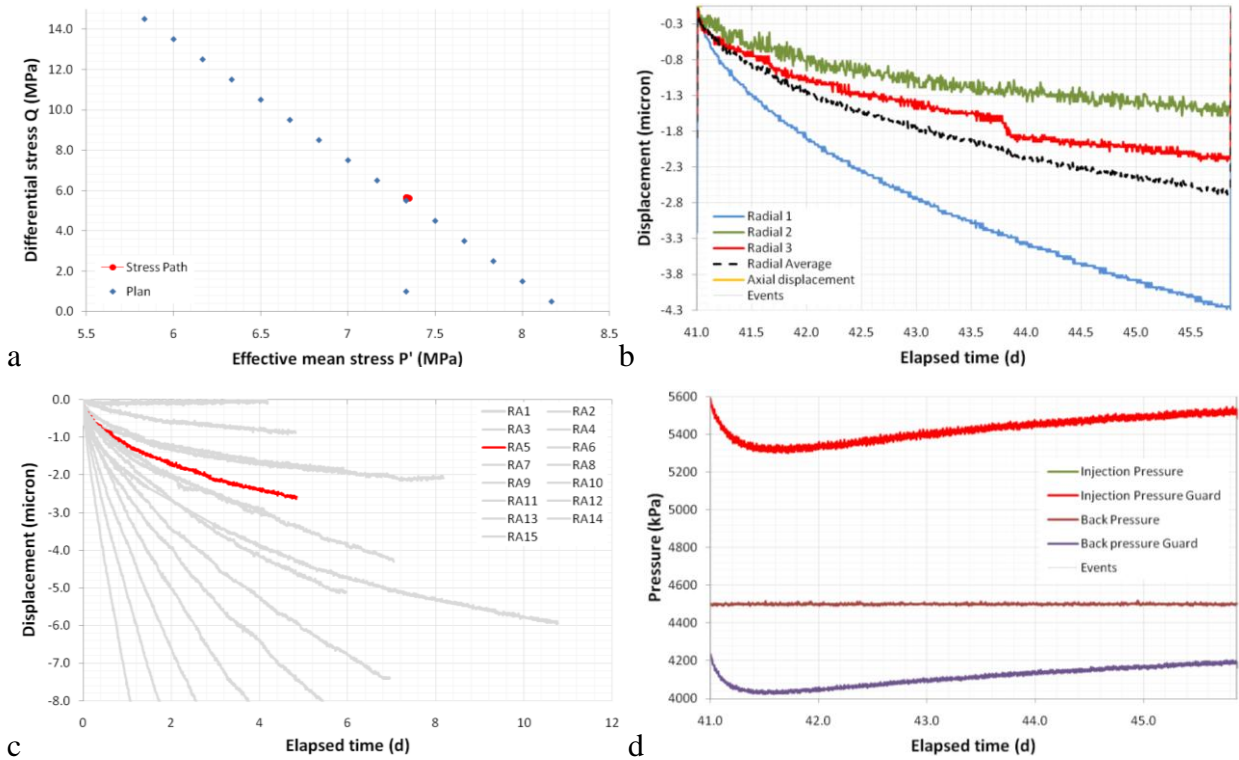 14.0
12.0
10.0
8.0
6.0
4.0
2.0
0.0
Differential stress Q (MPa)
Stress Path
Plan
5.5 6 6.5 7 7.5 8 8.5
Effective mean stress P' (MPa)
a
-0.3
-0.8
-1.3
-1.8
-2.3
-2.8
-3.3
-3.8
-4.3
Displacement (micron)
Radial 1
Radial 2
Radial 3
Radial Average
Axial displacement
Events
41.0 41.5 42.0 42.5 43.0 43.5 44.0 44.5 45.0 45.5
Elapsed time (d)
b
0.0
-1.0
-2.0
-3.0
-4.0
-5.0
-6.0
-7.0
-8.0
Displacement (micron)
RA1 RA2
RA3 RA4
RA5 RA6
RA7 RA8
RA9 RA10
RA11 RA12
RA13 RA14
RA15
0 2 4 6 8 10 12
Elapsed time (d)
c
5600
5400
5200
5000
4800
4600
4400
4200
4000
Pressure (kPa)
Injection Pressure
Injection Pressure Guard
Back Pressure
Back pressure Guard
Events
41.0 42.0 43.0 44.0 45.0
Elapsed time (d)
d